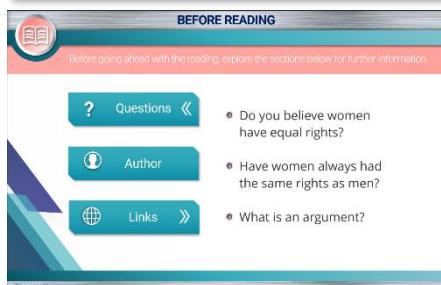 BEFORE READING
Before going ahead with the reading, explore the sections below for further information.
? Questions
Author
Links
Do you believe women
have equal rights?
Have women always had
the same rights as men?
What is an argument?